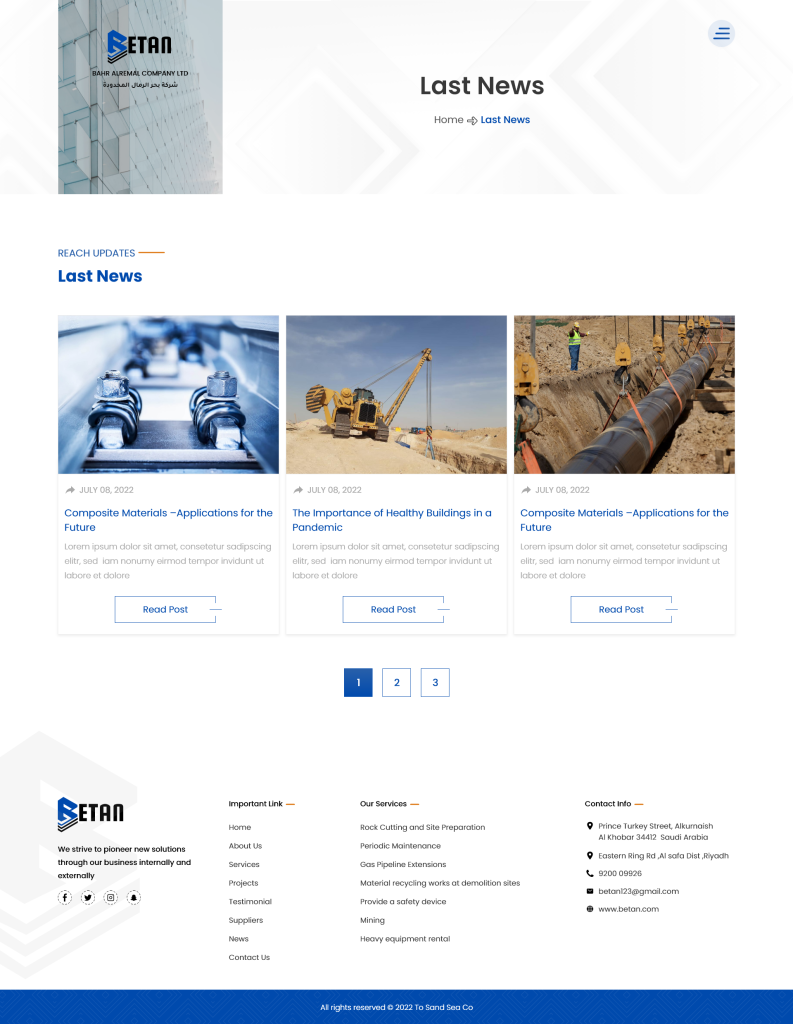 BETAN
BAHR ALREMAL COMPANY LTD
شركة بحر الرمال المحدودة
Last News
Home Last News
REACH UPDATES
Last News
JULY 08, 2022
Composite Materials –Applications for the
Future
Lorem ipsum dolor sit amet, consetetur sadipscing
elitr, sed  iam nonumy eirmod tempor invidunt ut
labore et dolore
Read Post
JULY 08, 2022
The Importance of Healthy Buildings in a
Pandemic
Lorem ipsum dolor sit amet, consetetur sadipscing
elitr, sed  iam nonumy eirmod tempor invidunt ut
labore et dolore
Read Post
JULY 08, 2022
Composite Materials –Applications for the
Future
Lorem ipsum dolor sit amet, consetetur sadipscing
elitr, sed  iam nonumy eirmod tempor invidunt ut
labore et dolore
Read Post
1 2 3
BETAN
We strive to pioneer new solutions
through our business internally and
externally
Important Link
Home
About Us
Services
Projects
Testimonial
Suppliers
News
Contact Us
Our Services
Rock Cutting and Site Preparation
Periodic Maintenance
Gas Pipeline Extensions
Material recycling works at demolition sites
Provide a safety device
Mining
Heavy equipment rental
Contact Info
Prince Turkey Street, Alkurnaish
Al Khobar 34412  Saudi Arabia
Eastern Ring Rd ,Al safa Dist ,Riyadh
9200 09926
betan123@gmail.com
www.betan.com
All rights reserved © 2022 To Sand Sea Co